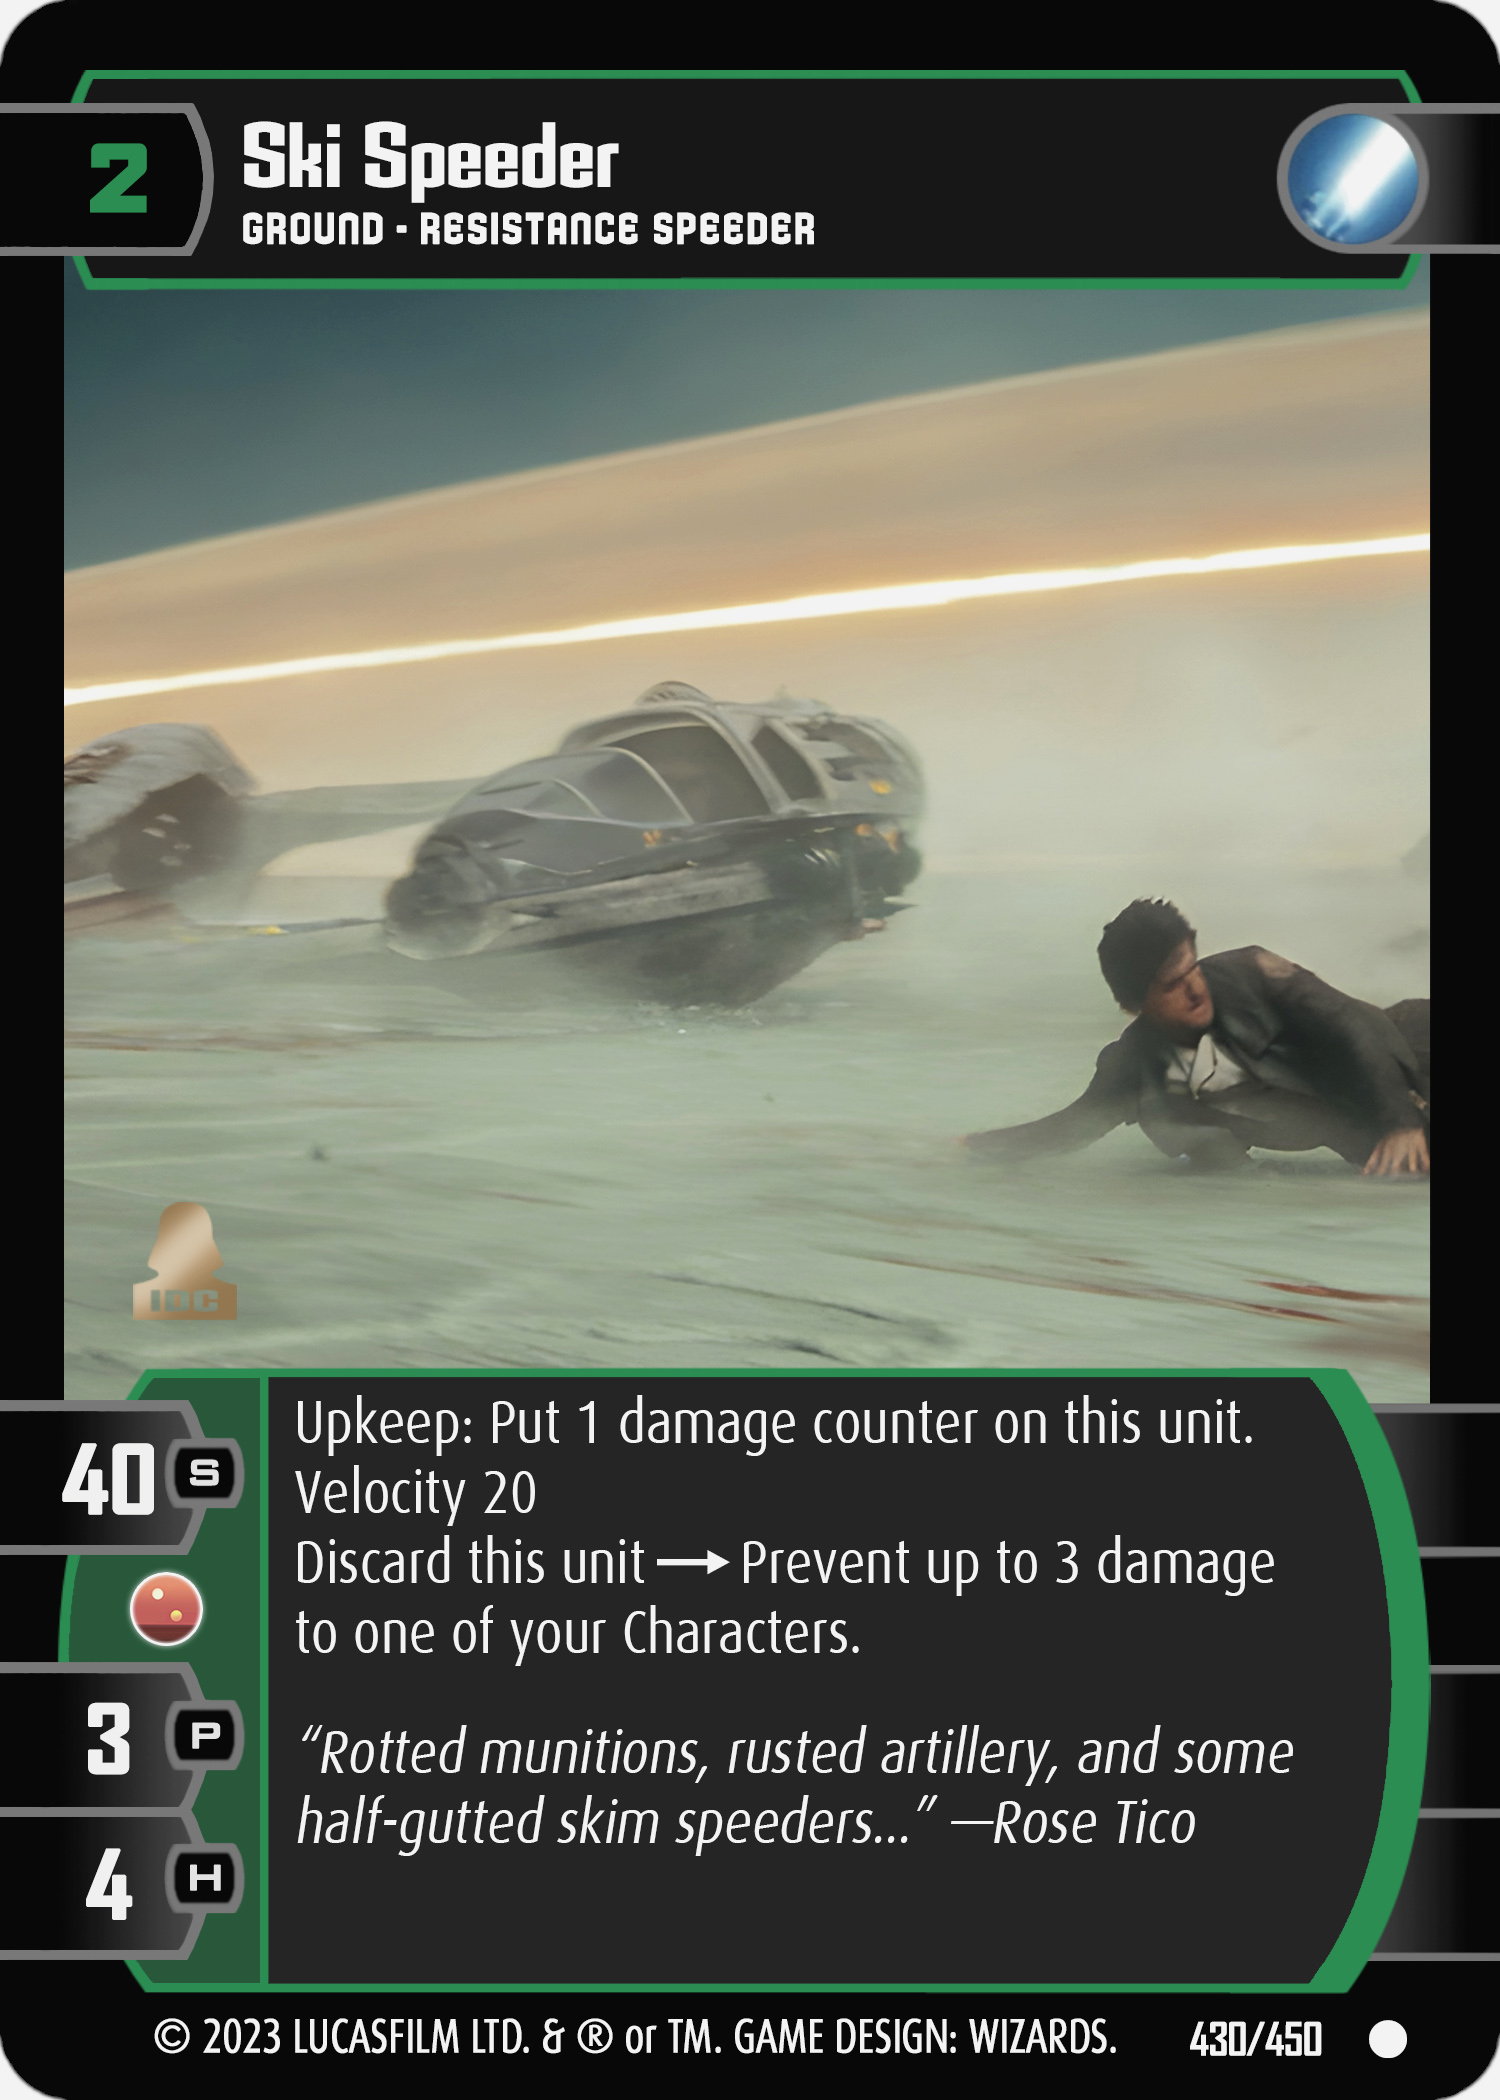 2
Ski Speeder
GROUND - RESISTANCE SPEEDER
IDC
40 S
3 P
4 H
Upkeep: Put 1 damage counter on this unit.
Velocity 20
Discard this unit → Prevent up to 3 damage
to one of your Characters.
“Rotted munitions, rusted artillery, and some
half-gutted skim speeders...” —Rose Tico
© 2023 LUCASFILM LTD. & ® or TM. GAME DESIGN: WIZARDS.
430/450